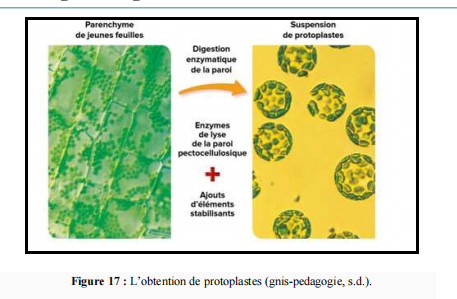 Parenchyme
de jeunes feuilles
Suspension
de protoplastes
Digestion
enzymatique
de la paroi
Enzymes
de lyse
de la paroi
pectocellulosique
+
Ajouts
d'éléments
stabilisants
Figure 17 : L'obtention de protoplastes (gnis-pedagogie, s.d.).